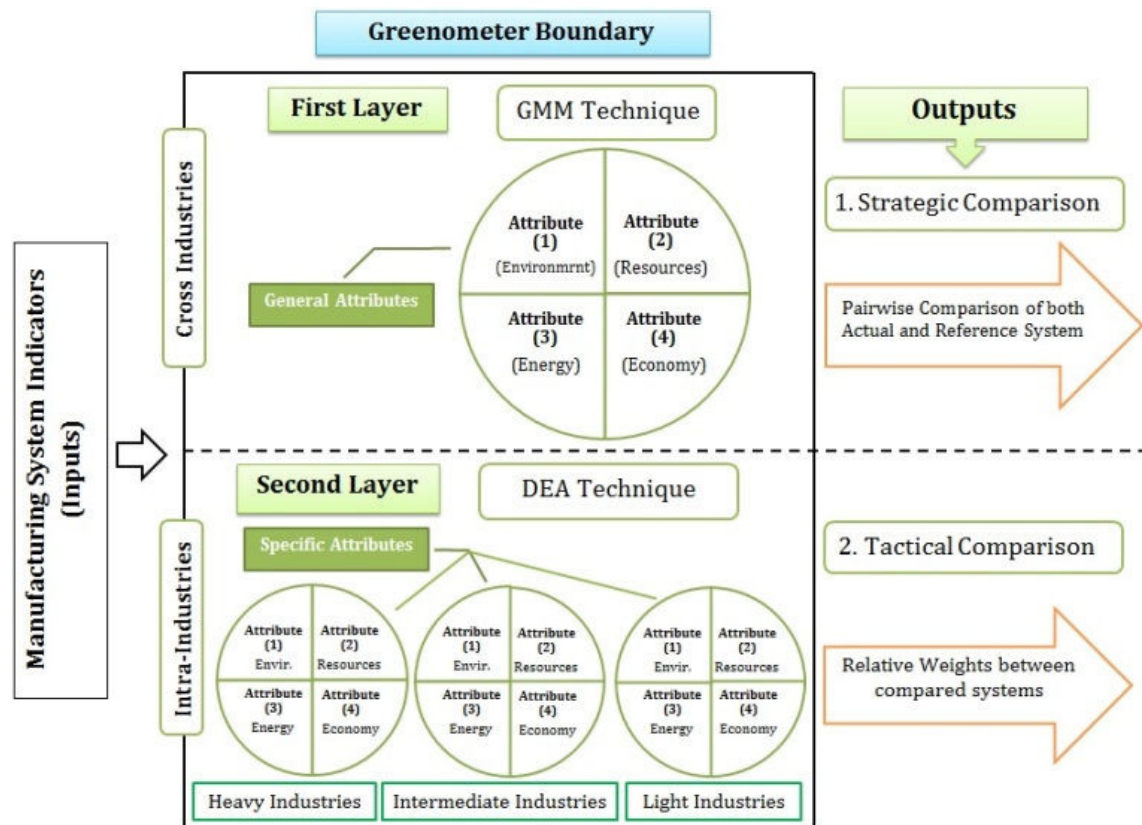 Greenometer Boundary
Manufacturing System Indicators
(Inputs)
Cross Industries
First Layer
GMM Technique
General Attributes
Attribute
(1)
(Environmrnt)
Attribute
(2)
(Resources)
Attribute
(3)
(Energy)
Attribute
(4)
(Economy)
Outputs
1. Strategic Comparison
Pairwise Comparison of both
Actual and Reference System
Intra-Industries
Second Layer
DEA Technique
Specific Attributes
Attribute
(1)
Envir.
Attribute
(2)
Resources
Attribute
(3)
Energy
Attribute
(4)
Economy
Heavy Industries
Attribute
(1)
Envir.
Attribute
(2)
Resources
Attribute
(3)
Energy
Attribute
(4)
Economy
Intermediate Industries
Attribute
(1)
Envir.
Attribute
(2)
Resources
Attribute
(3)
Energy
Attribute
(4)
Economy
Light Industries
2. Tactical Comparison
Relative Weights between
compared systems